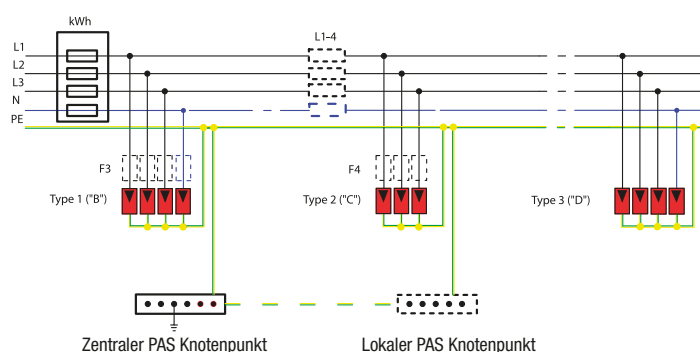 kWh
L1-4
L1
L2
L3
N
PE
F3
F4
Type 1 ("B")
Type 2 ("C")
Type 3 ("D")
Zentraler PAS Knotenpunkt
Lokaler PAS Knotenpunkt